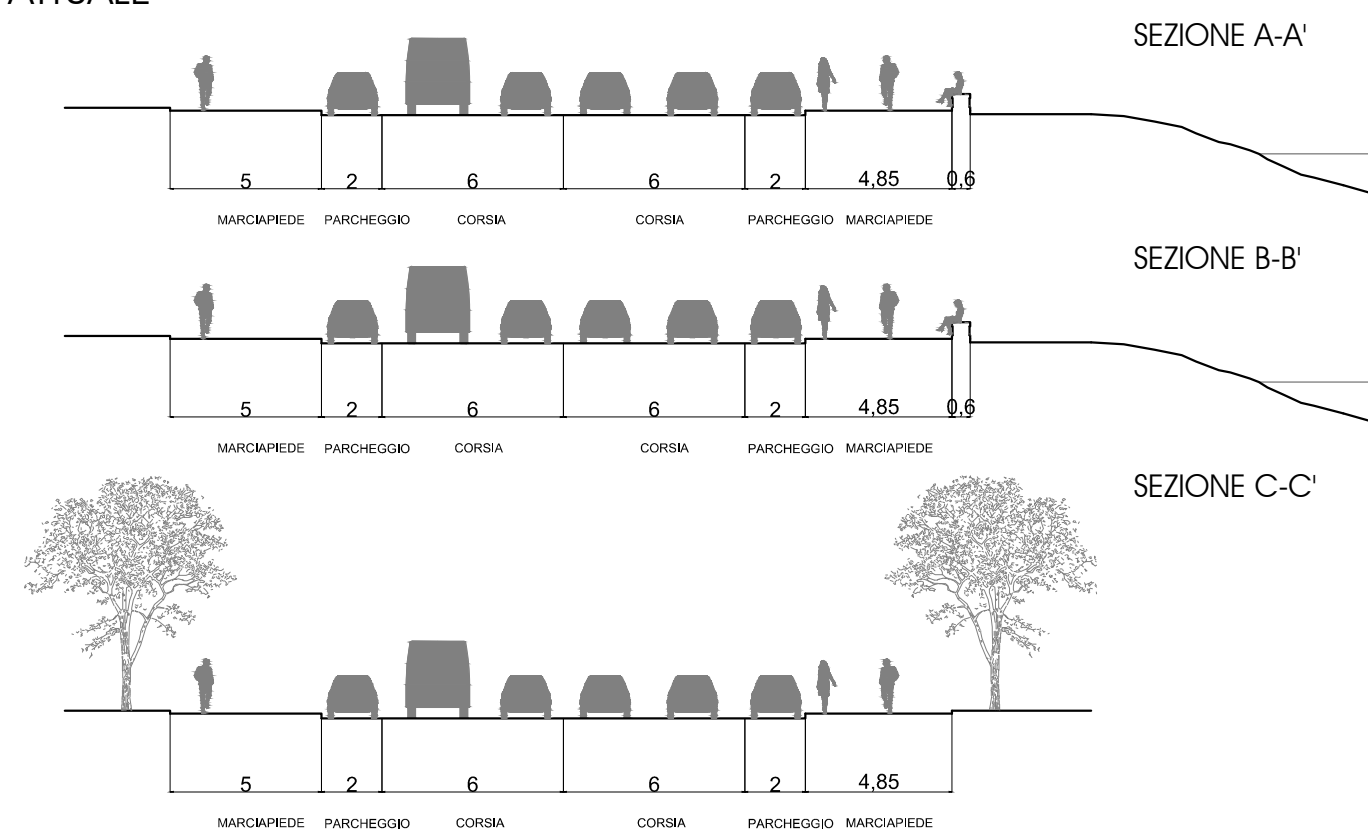 SEZIONE A-A'
5 2 6 6 2 4,85 0,6
MARCIAPIEDE PARCHEGGIO CORSIA CORSIA PARCHEGGIO MARCIAPIEDE
SEZIONE B-B'
5 2 6 6 2 4,85 0,6
MARCIAPIEDE PARCHEGGIO CORSIA CORSIA PARCHEGGIO MARCIAPIEDE
SEZIONE C-C'
5 2 6 6 2 4,85
MARCIAPIEDE PARCHEGGIO CORSIA CORSIA PARCHEGGIO MARCIAPIEDE